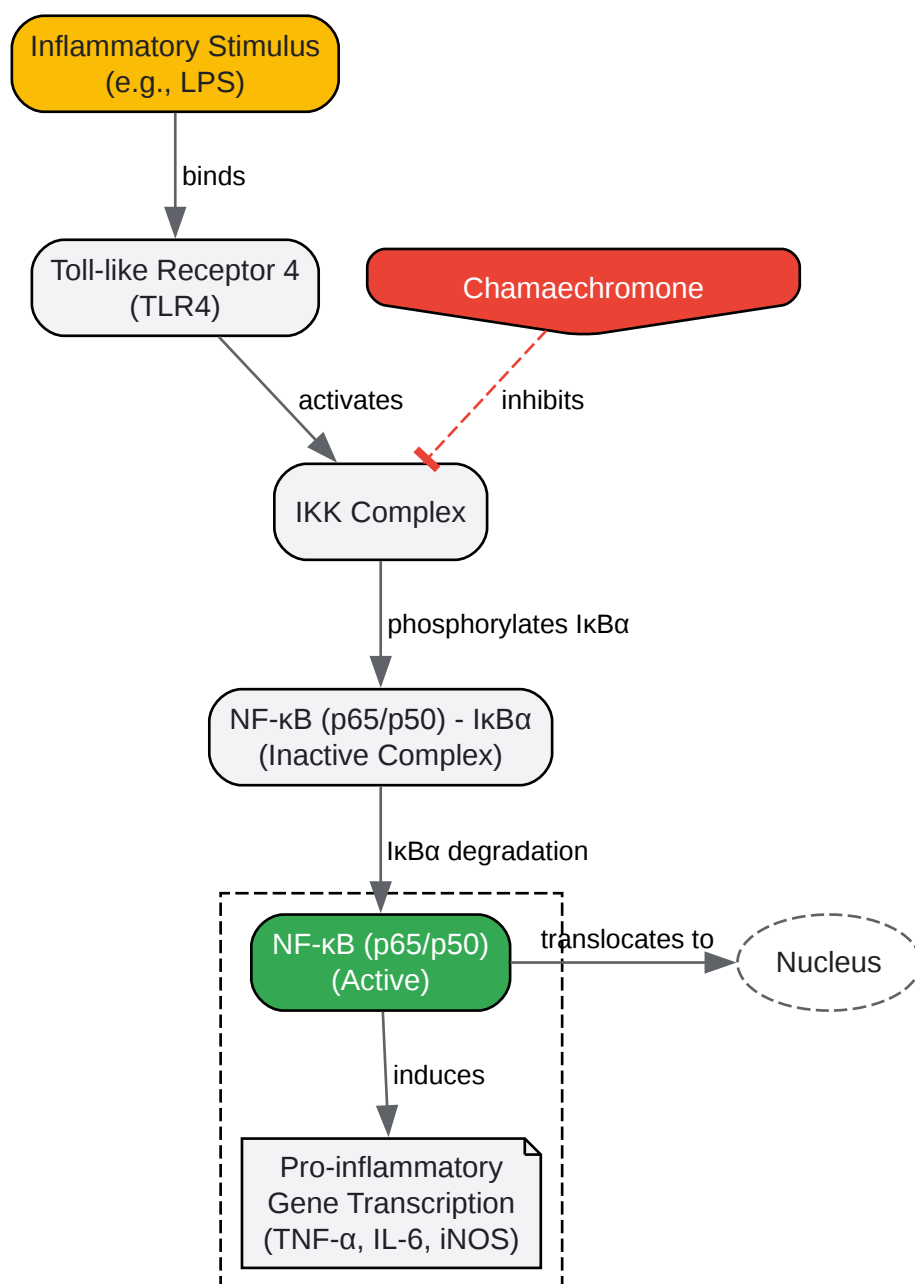 Inflammatory Stimulus
(e.g., LPS)
binds
Toll-like Receptor 4
(TLR4)
Chamaechromone
activates
inhibits
IKK Complex
phosphorylates IκBα
NF-κB (p65/p50) - IκBα
(Inactive Complex)
IκBα degradation
NF-κB (p65/p50)
(Active)
translocates to
Nucleus
induces
Pro-inflammatory
Gene Transcription
(TNF-α, IL-6, iNOS)